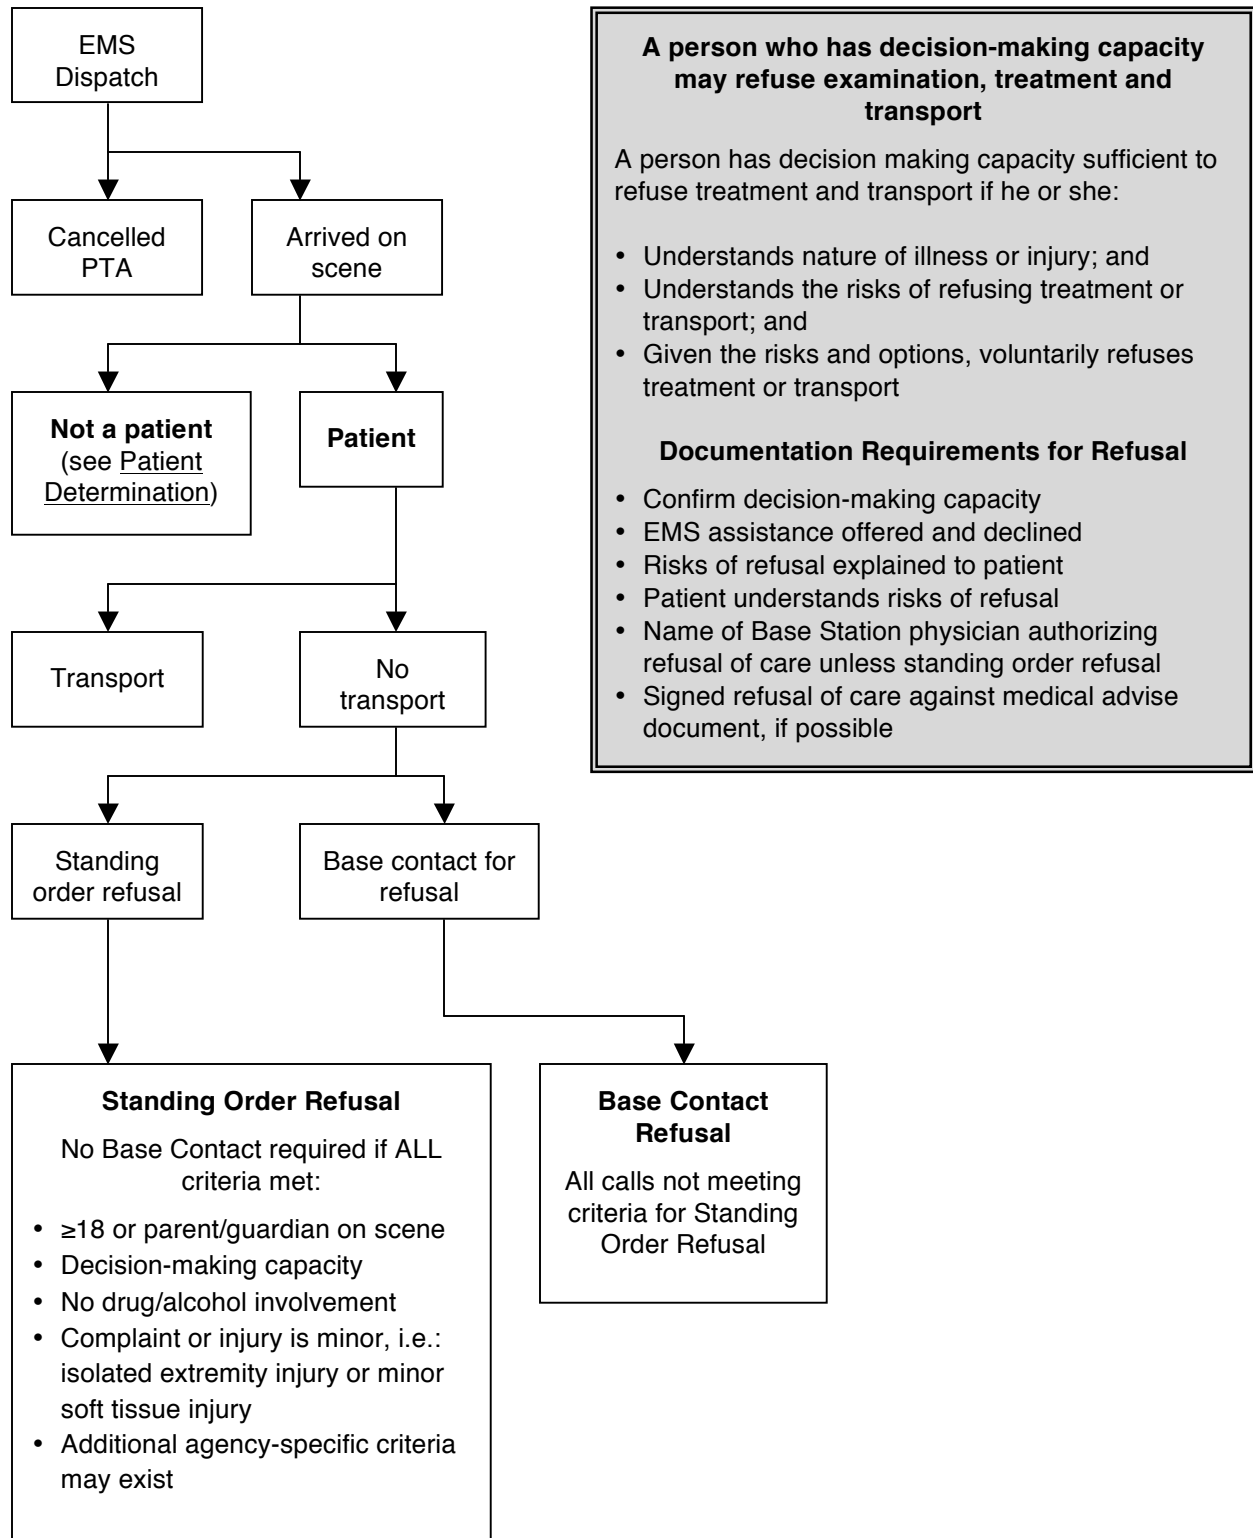 EMS
Dispatch
Cancelled
PTA
Arrived on
scene
Not a patient
(see Patient
Determination)
Patient
Transport
No
transport
Standing
order refusal
Base contact for
refusal
Standing Order Refusal
No Base Contact required if ALL
criteria met:
• ≥18 or parent/guardian on scene
• Decision-making capacity
• No drug/alcohol involvement
• Complaint or injury is minor, i.e.:
isolated extremity injury or minor
soft tissue injury
• Additional agency-specific criteria
may exist
Base Contact
Refusal
All calls not meeting
criteria for Standing
Order Refusal
A person who has decision-making capacity
may refuse examination, treatment and
transport
A person has decision making capacity sufficient to
refuse treatment and transport if he or she:
• Understands nature of illness or injury; and
• Understands the risks of refusing treatment or
transport; and
• Given the risks and options, voluntarily refuses
treatment or transport
Documentation Requirements for Refusal
• Confirm decision-making capacity
• EMS assistance offered and declined
• Risks of refusal explained to patient
• Patient understands risks of refusal
• Name of Base Station physician authorizing
refusal of care unless standing order refusal
• Signed refusal of care against medical advise
document, if possible